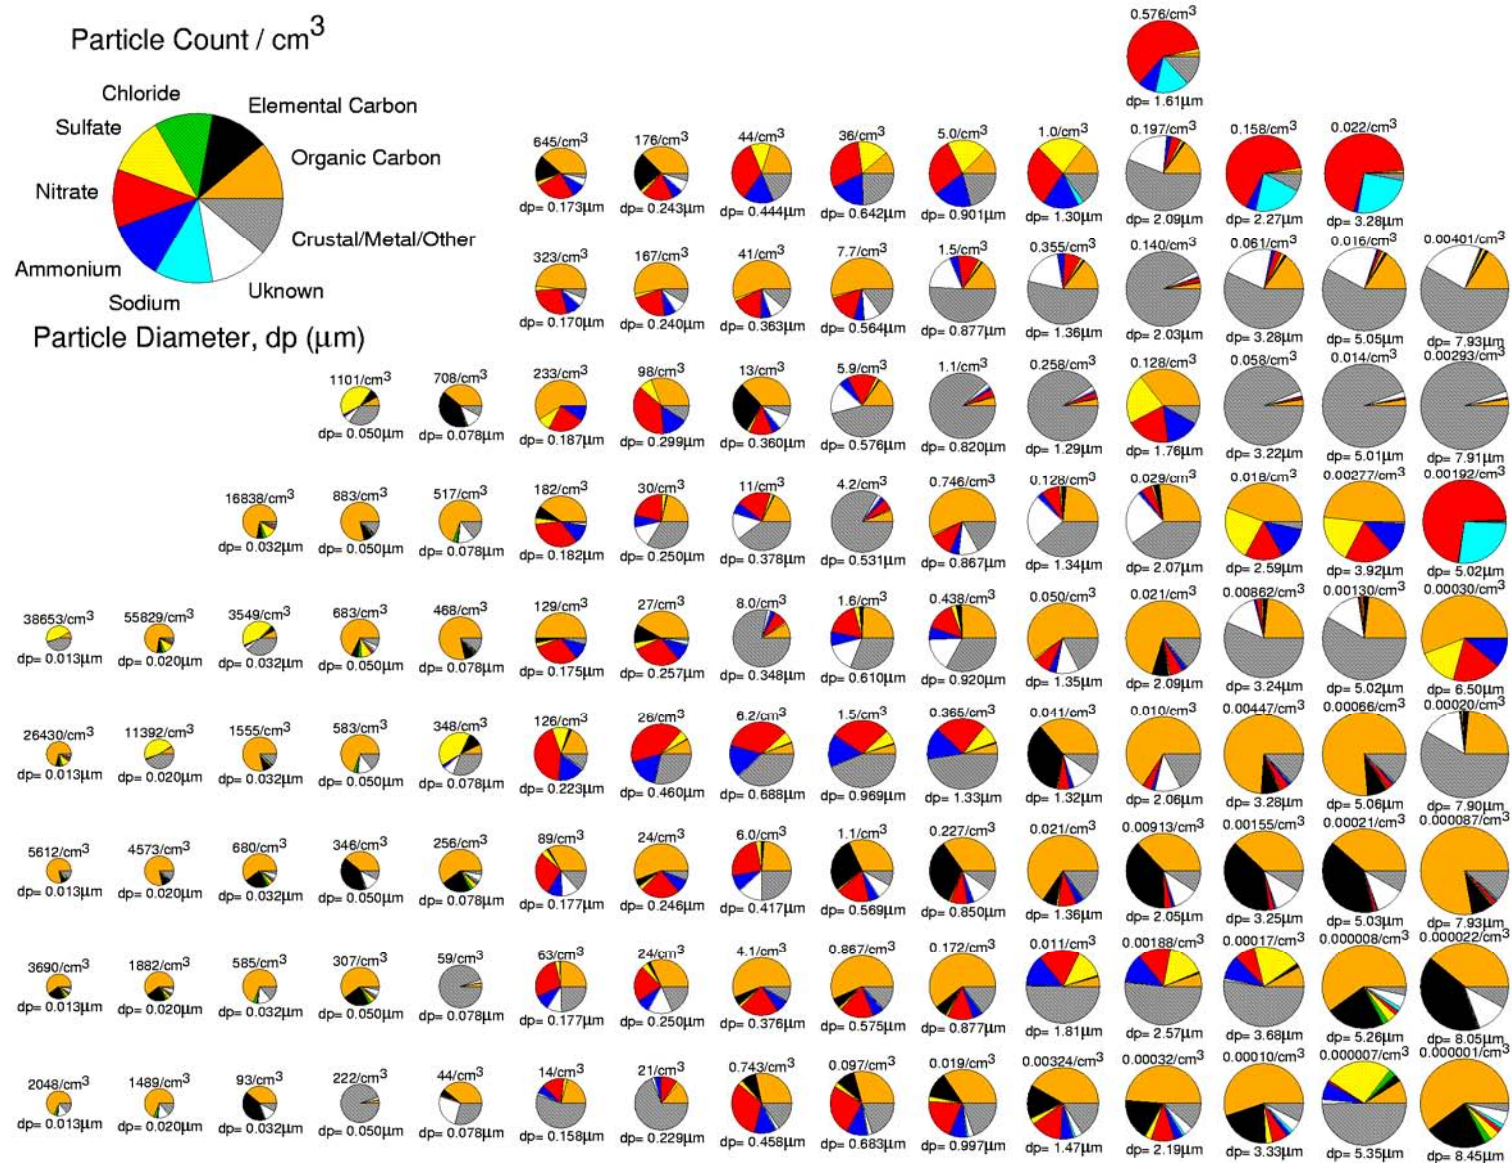 Particle Count / cm3
Chloride
Elemental Carbon
Sulfate
Organic Carbon
Nitrate
Crustal/Metal/Other
Ammonium
Uknown
Sodium
Particle Diameter, dp (µm)
0.576/cm3
dp= 1.61µm
645/cm3 176/cm3 44/cm3 36/cm3 5.0/cm3 1.0/cm3 0.197/cm3 0.158/cm3 0.022/cm3
dp= 0.173µm dp= 0.243µm dp= 0.444µm dp= 0.642µm dp= 0.901µm dp= 1.30µm dp= 2.09µm dp= 2.27µm dp= 3.28µm
323/cm3 167/cm3 41/cm3 7.7/cm3 1.5/cm3 0.355/cm3 0.140/cm3 0.061/cm3 0.016/cm3 0.00401/cm3
dp= 0.170µm dp= 0.240µm dp= 0.363µm dp= 0.564µm dp= 0.877µm dp= 1.36µm dp= 2.03µm dp= 3.28µm dp= 5.05µm dp= 7.93µm
1101/cm3 708/cm3 233/cm3 98/cm3 13/cm3 5.9/cm3 1.1/cm3 0.258/cm3 0.128/cm3 0.058/cm3 0.014/cm3 0.00293/cm3
dp= 0.050µm dp= 0.078µm dp= 0.187µm dp= 0.299µm dp= 0.360µm dp= 0.576µm dp= 0.820µm dp= 1.29µm dp= 1.76µm dp= 3.22µm dp= 5.01µm dp= 7.91µm
16838/cm3 883/cm3 517/cm3 182/cm3 30/cm3 11/cm3 4.2/cm3 0.746/cm3 0.128/cm3 0.029/cm3 0.018/cm3 0.00277/cm3 0.00192/cm3
dp= 0.032µm dp= 0.050µm dp= 0.078µm dp= 0.182µm dp= 0.250µm dp= 0.378µm dp= 0.531µm dp= 0.867µm dp= 1.34µm dp= 2.07µm dp= 2.59µm dp= 3.92µm dp= 5.02µm
38653/cm3 55829/cm3 3549/cm3 683/cm3 468/cm3 129/cm3 27/cm3 8.0/cm3 1.6/cm3 0.438/cm3 0.050/cm3 0.021/cm3 0.00862/cm3 0.00130/cm3 0.00030/cm3
dp= 0.013µm dp= 0.020µm dp= 0.032µm dp= 0.050µm dp= 0.078µm dp= 0.175µm dp= 0.257µm dp= 0.348µm dp= 0.610µm dp= 0.920µm dp= 1.35µm dp= 2.09µm dp= 3.24µm dp= 5.02µm dp= 6.50µm
26430/cm3 11392/cm3 1555/cm3 583/cm3 348/cm3 126/cm3 26/cm3 6.2/cm3 1.5/cm3 0.365/cm3 0.041/cm3 0.010/cm3 0.00447/cm3 0.00066/cm3 0.00020/cm3
dp= 0.013µm dp= 0.020µm dp= 0.032µm dp= 0.050µm dp= 0.078µm dp= 0.223µm dp= 0.460µm dp= 0.688µm dp= 0.969µm dp= 1.33µm dp= 1.32µm dp= 2.06µm dp= 3.28µm dp= 5.06µm dp= 7.90µm
5612/cm3 4573/cm3 680/cm3 346/cm3 256/cm3 89/cm3 24/cm3 6.0/cm3 1.1/cm3 0.227/cm3 0.021/cm3 0.00913/cm3 0.00155/cm3 0.00021/cm3 0.000087/cm3
dp= 0.013µm dp= 0.020µm dp= 0.032µm dp= 0.050µm dp= 0.078µm dp= 0.177µm dp= 0.246µm dp= 0.417µm dp= 0.569µm dp= 0.850µm dp= 1.36µm dp= 2.05µm dp= 3.25µm dp= 5.03µm dp= 7.93µm
3690/cm3 1882/cm3 585/cm3 307/cm3 59/cm3 63/cm3 24/cm3 4.1/cm3 0.867/cm3 0.172/cm3 0.011/cm3 0.00188/cm3 0.00017/cm3 0.000008/cm3 0.000022/cm3
dp= 0.013µm dp= 0.020µm dp= 0.032µm dp= 0.050µm dp= 0.078µm dp= 0.177µm dp= 0.250µm dp= 0.376µm dp= 0.575µm dp= 0.877µm dp= 1.81µm dp= 2.57µm dp= 3.68µm dp= 5.26µm dp= 8.05µm
2048/cm3 1489/cm3 93/cm3 222/cm3 44/cm3 14/cm3 21/cm3 0.743/cm3 0.097/cm3 0.019/cm3 0.00324/cm3 0.00032/cm3 0.00010/cm3 0.000007/cm3 0.000001/cm3
dp= 0.013µm dp= 0.020µm dp= 0.032µm dp= 0.050µm dp= 0.078µm dp= 0.158µm dp= 0.229µm dp= 0.458µm dp= 0.683µm dp= 0.997µm dp= 1.47µm dp= 2.19µm dp= 3.33µm dp= 5.35µm dp= 8.45µm